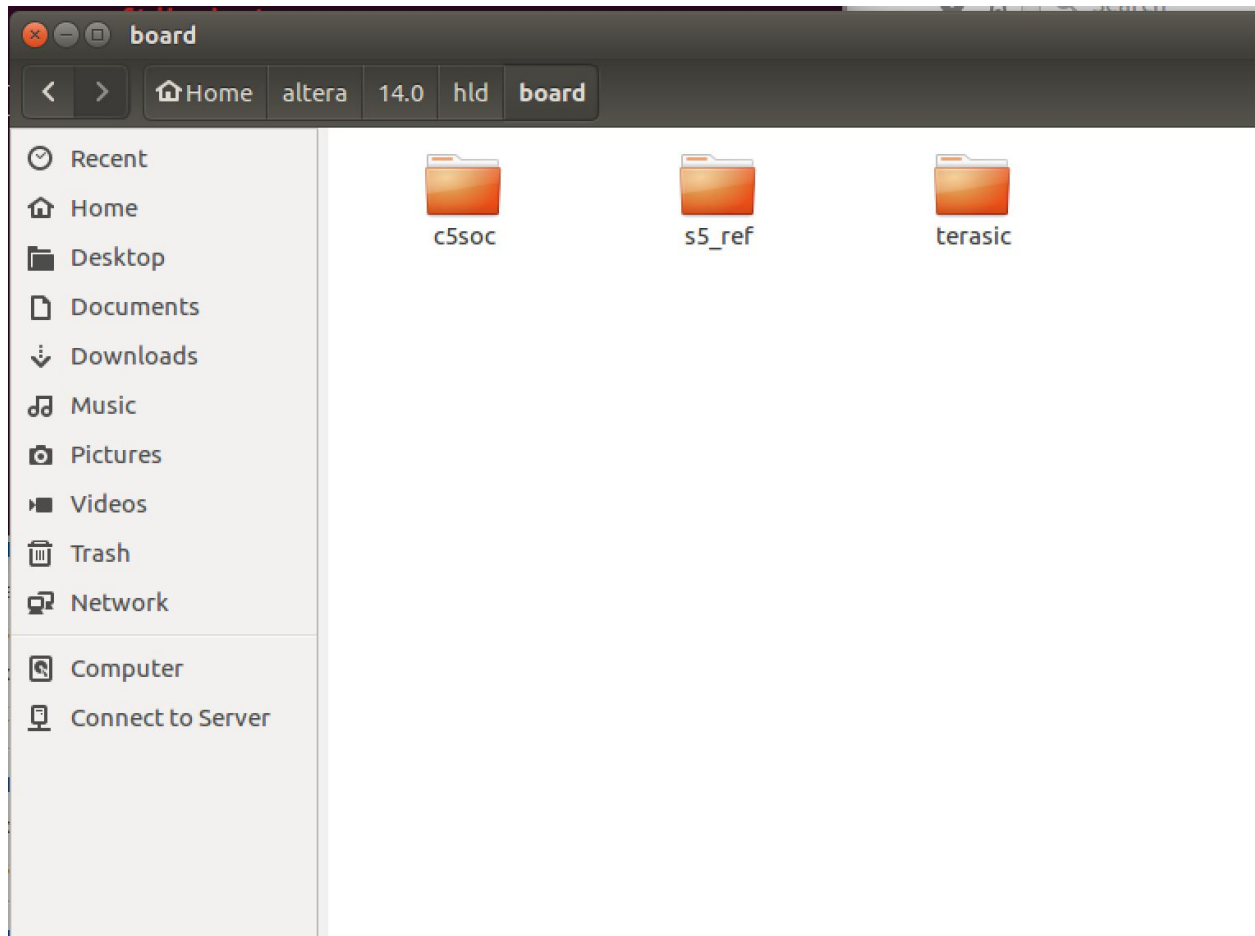 board
Home altera 14.0 hld board
Recent
Home
Desktop
Documents
Downloads
Music
Pictures
Videos
Trash
Network
Computer
Connect to Server
c5soc s5_ref terasic